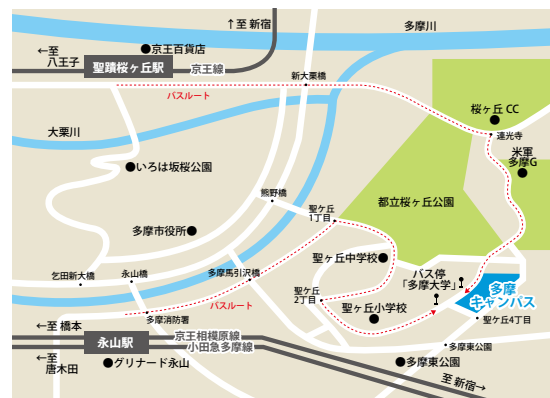 ↑至 新宿
多摩川
←至
八王子
●京王百貨店
聖蹟桜ヶ丘駅
京王線
新大栗橋
バスルート
桜ヶ丘 CC
大栗川
連光寺
米軍
多摩G
●いろは坂桜公園
熊野橋
聖ケ丘
1丁目
都立桜ヶ丘公園
多摩市役所●
聖ヶ丘中学校●
バス停
「多摩大学」
乞田新大橋
永山橋
多摩馬引沢橋
多摩
キャンパス
バスルート
聖ケ丘
2丁目
聖ヶ丘小学校
多摩消防署
聖ケ丘4丁目
←至 橋本
京王相模原線
小田急多摩線
永山駅
多摩東公園
←至
唐木田
●グリナード永山
●多摩東公園
至 新宿→